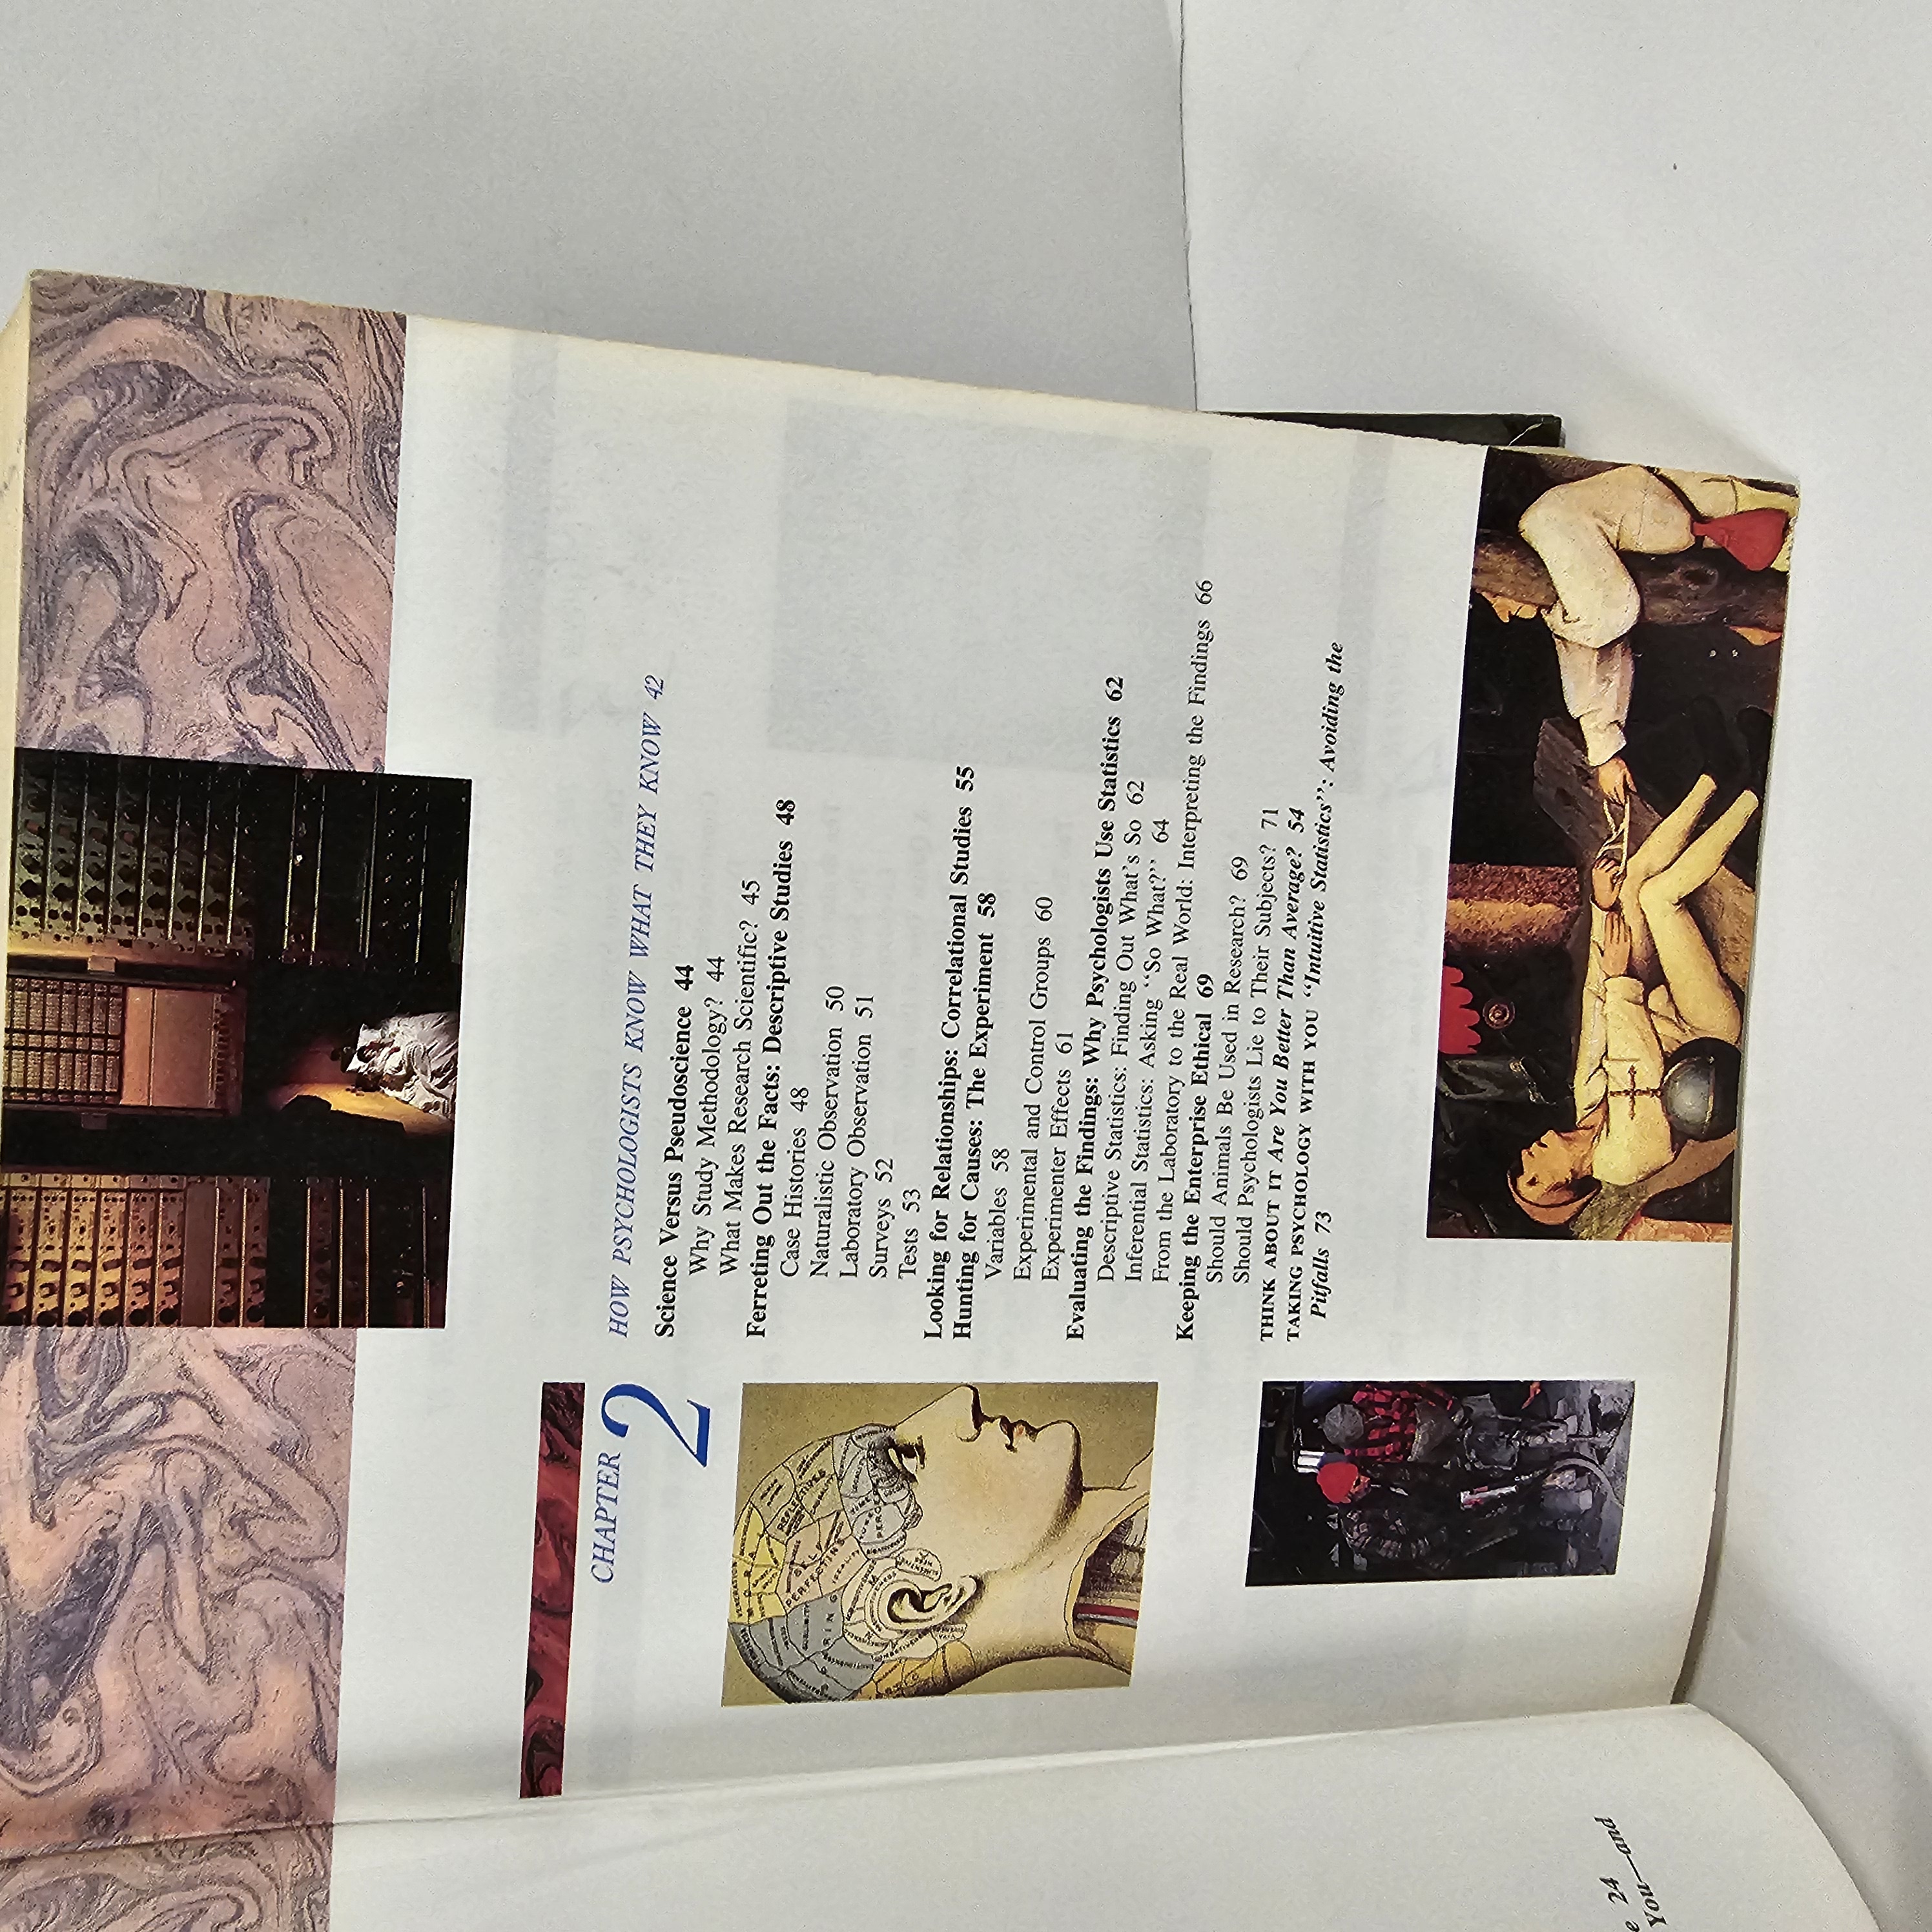 CHAPTER 2
HOW PSYCHOLOGISTS KNOW WHAT THEY KNOW 42
Science Versus Pseudoscience 44
Why Study Methodology? 44
What Makes Research Scientific? 45
Ferreting Out the Facts: Descriptive Studies 48
Case Histories 48
Naturalistic Observation 50
Laboratory Observation 51
Surveys 52
Tests 53
Looking for Relationships: Correlational Studies 55
Hunting for Causes: The Experiment 58
Variables 58
Experimental and Control Groups 60
Experimenter Effects 61
Evaluating the Findings: Why Psychologists Use Statistics 62
Descriptive Statistics: Finding Out What's So 62
Inferential Statistics: Asking “So What?” 64
From the Laboratory to the Real World: Interpreting the Findings 66
Keeping the Enterprise Ethical 69
Should Animals Be Used in Research? 69
Should Psychologists Lie to Their Subjects? 71
THINK ABOUT IT Are You Better Than Average? 54
TAKING PSYCHOLOGY WITH YOU “Intuitive Statistics”: Avoiding the
Pitfalls 73
VENERATION
MORA
REFLECTIVES
SELF
PERFECTING
SUBLIMITY
PERCEPTIVES
e 24
You—and